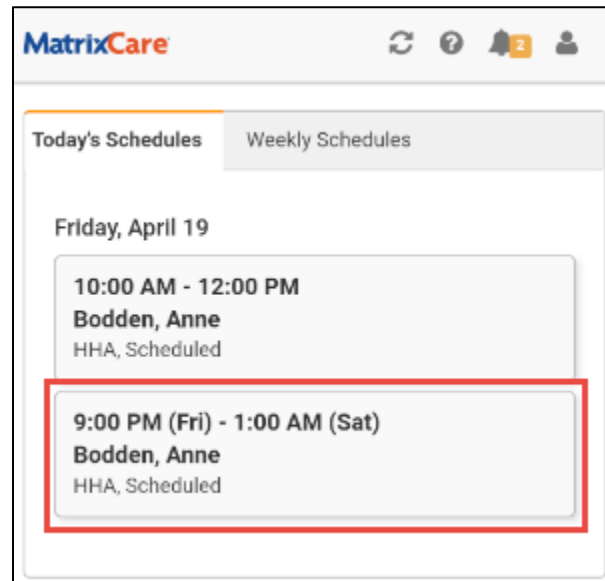 MatrixCare
2
Today's Schedules
Weekly Schedules
Friday, April 19
10:00 AM - 12:00 PM
Bodden, Anne
HHA, Scheduled
9:00 PM (Fri) - 1:00 AM (Sat)
Bodden, Anne
HHA, Scheduled